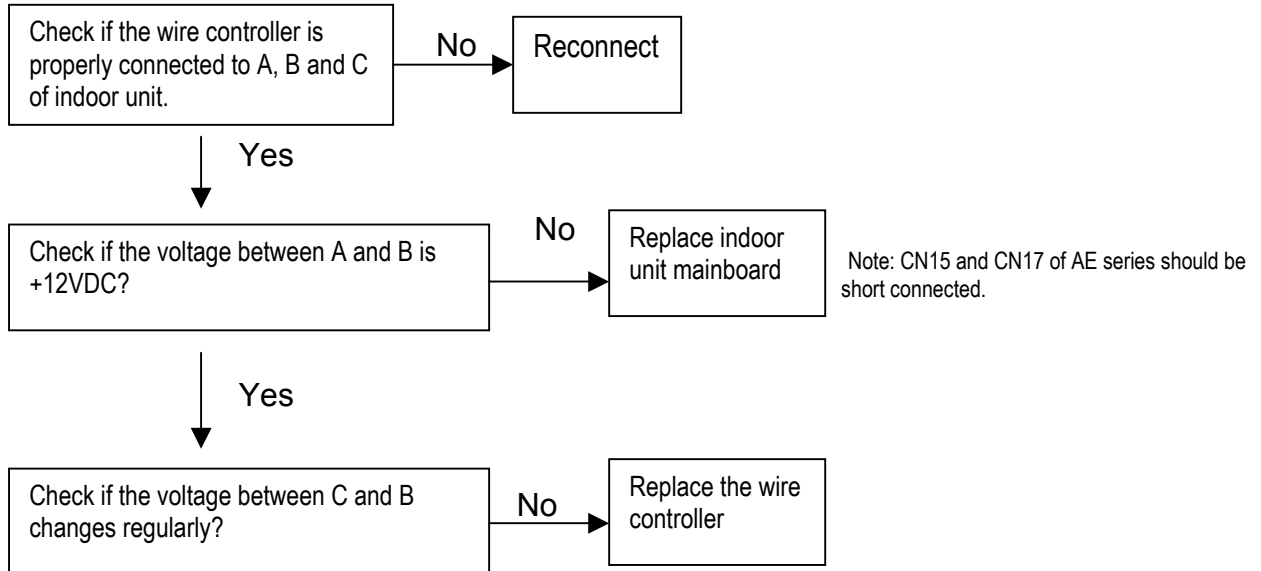 Check if the wire controller is
properly connected to A, B and C
of indoor unit.
No
Reconnect
Yes
Check if the voltage between A and B is
+12VDC?
No
Replace indoor
unit mainboard
Note: CN15 and CN17 of AE series should be
short connected.
Yes
Check if the voltage between C and B
changes regularly?
No
Replace the wire
controller